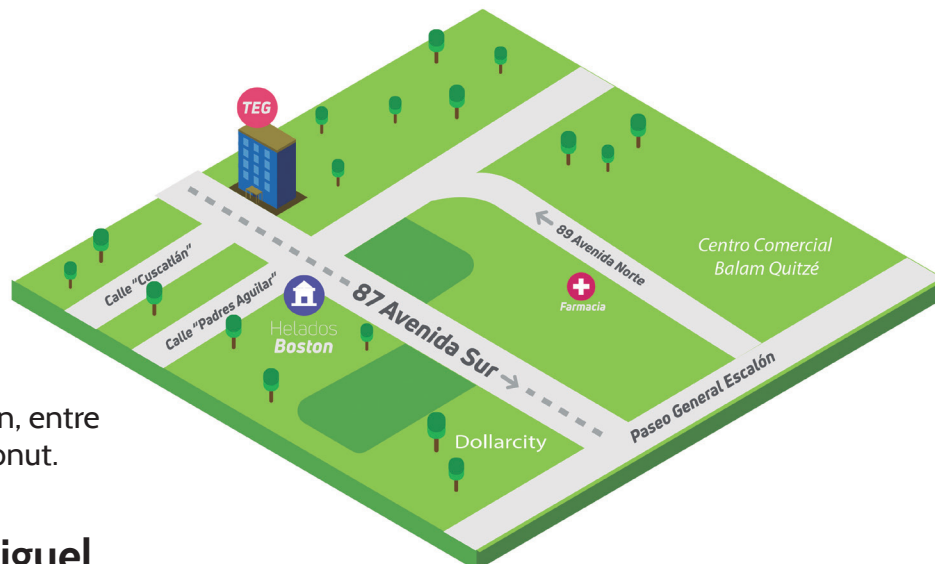 TEG
Calle "Cuscatlán"
Calle "Padres Aguilar"
Helados
Boston
87 Avenida Sur
89 Avenida Norte
Farmacia
Centro Comercial
Balam Quitzé
Paseo General Escalón
Dollarcity
n, entre
onut.
iguel